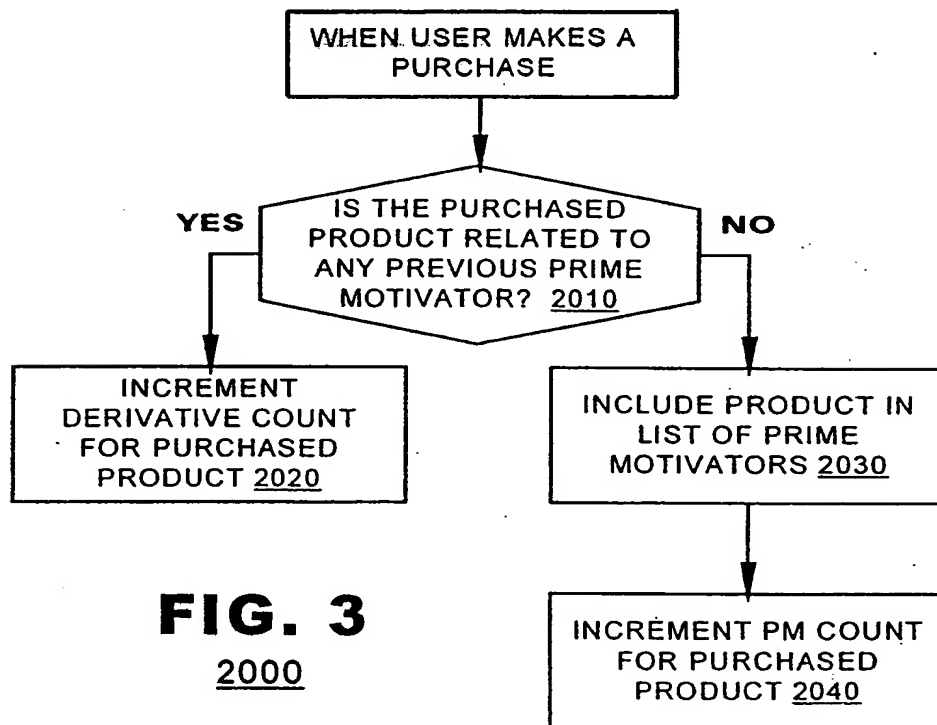 WHEN USER MAKES A
PURCHASE
IS THE PURCHASED
PRODUCT RELATED TO
ANY PREVIOUS PRIME
MOTIVATOR? 2010
YES
NO
INCREMENT
DERIVATIVE COUNT
FOR PURCHASED
PRODUCT 2020
INCLUDE PRODUCT IN
LIST OF PRIME
MOTIVATORS 2030
INCREMENT PM COUNT
FOR PURCHASED
PRODUCT 2040
FIG. 3
2000